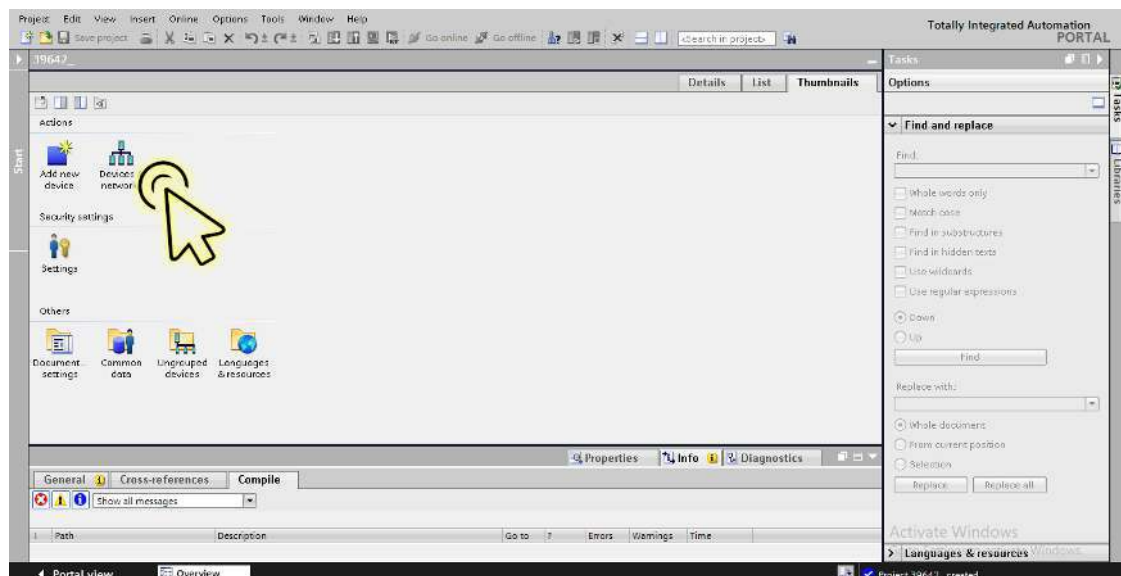 Project Edit View Insert Online Options Tools Window Help
Totally Integrated Automation
PORTAL
Save project Go online Go offline <Search in project>
39642_
Tasks
Details List Thumbnails
Options
Actions
Find and replace
Start
Tasks
Libraries
Add new device
Devices
Find:
Whole words only
Match case
Security settings
Find in substructures
Find in hidden texts
Settings
Use wildcards
Use regular expressions
Others
Down
Up
Find
Document settings
Common data
Ungrouped devices
Languages & resources
Replace with:
Whole document
From current position
Selection
Properties Info Diagnostics
General Cross-references Compile
Replace Replace all
Show all messages
! Path Description Go to ? Errors Warnings Time
Activate Windows
Languages & resources
Portal view Overview
Project 39642_ created.